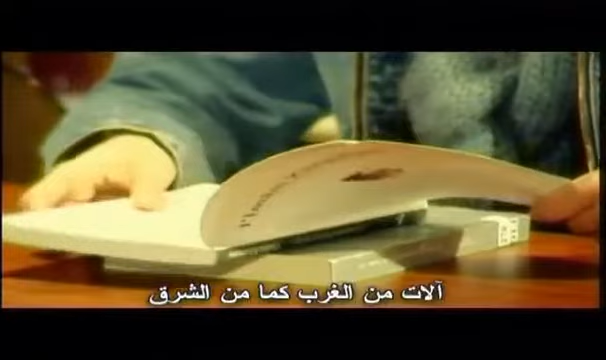 آلات من الغرب كما من الشرق